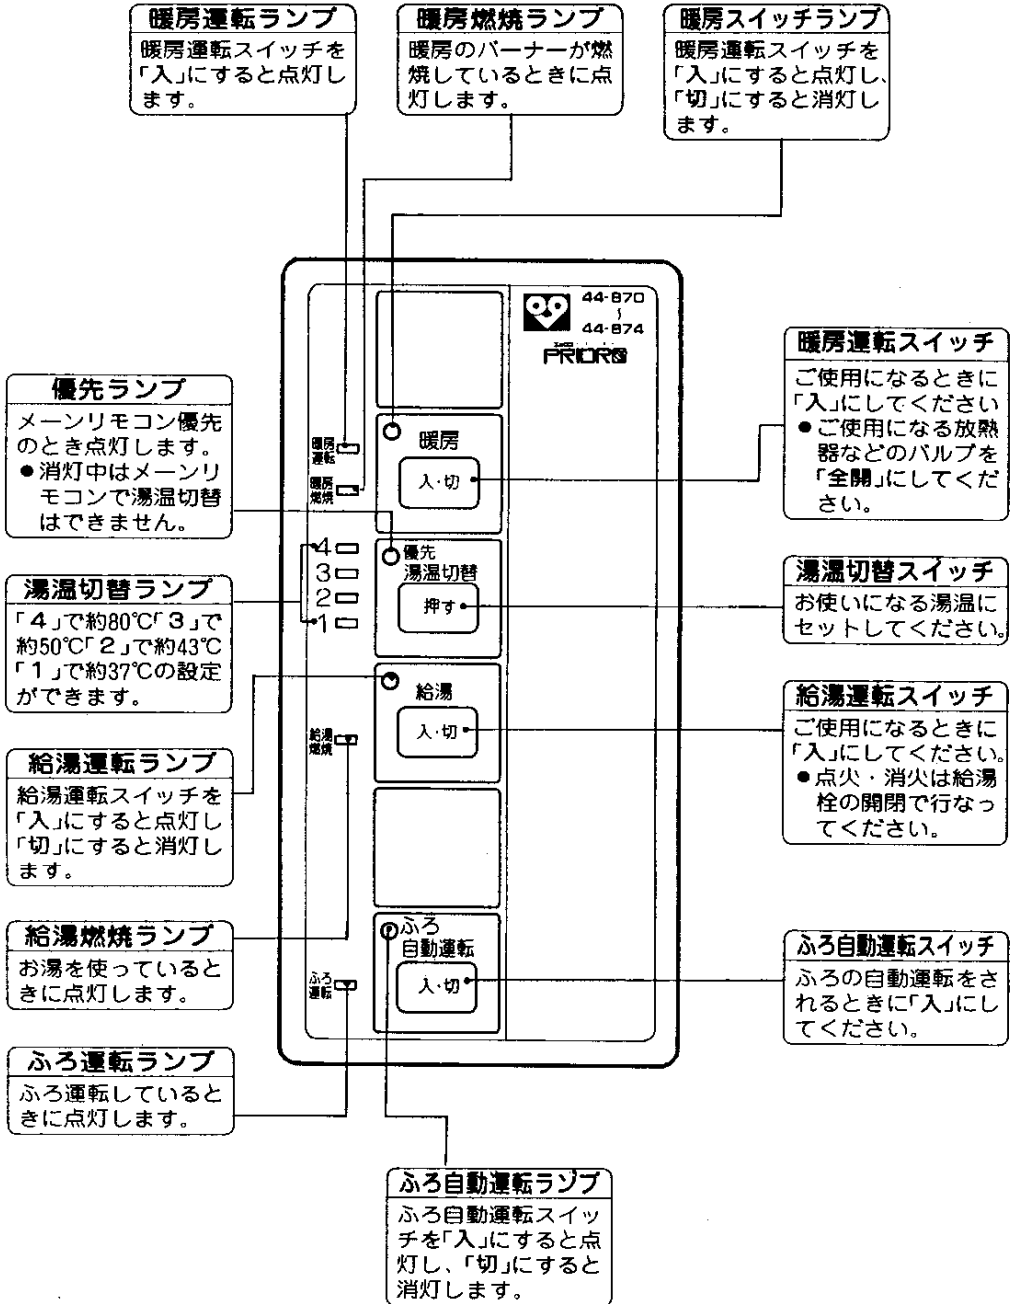 暖房運転ランプ
暖房運転スイッチを
「入」にすると点灯し
ます。
暖房燃焼ランプ
暖房のバーナーが燃
焼しているときに点
灯します。
暖房スイッチランプ
暖房運転スイッチを
「入」にすると点灯し、
「切」にすると消灯し
ます。
優先ランプ
メーンリモコン優先
のとき点灯します。
●消灯中はメーンリ
モコンで湯温切替
はできません。
湯温切替ランプ
「4」で約80℃「3」で
約50℃「2」で約43℃
「1」で約37℃の設定
ができます。
給湯運転ランプ
給湯運転スイッチを
「入」にすると点灯し
「切」にすると消灯し
ます。
給湯燃焼ランプ
お湯を使っていると
きに点灯します。
ふろ運転ランプ
ふろ運転していると
きに点灯します。
44-870
〜
44-874
PRIORO
暖房
運転
暖房
燃焼
暖房
入・切
4
3
2
1
優先
湯温切替
押す
給湯
入・切
給湯
燃焼
ふろ
自動運転
入・切
ふろ
運転
暖房運転スイッチ
ご使用になるときに
「入」にしてください
●ご使用になる放熱
器などのバルブを
「全開」にしてくだ
さい。
湯温切替スイッチ
お使いになる湯温に
セットしてください。
給湯運転スイッチ
ご使用になるときに
「入」にしてください。
●点火・消火は給湯
栓の開閉で行なっ
てください。
ふろ自動運転スイッチ
ふろの自動運転をさ
れるときに「入」にし
てください。
ふろ自動運転ランプ
ふろ自動運転スイッ
チを「入」にすると点
灯し、「切」にすると
消灯します。